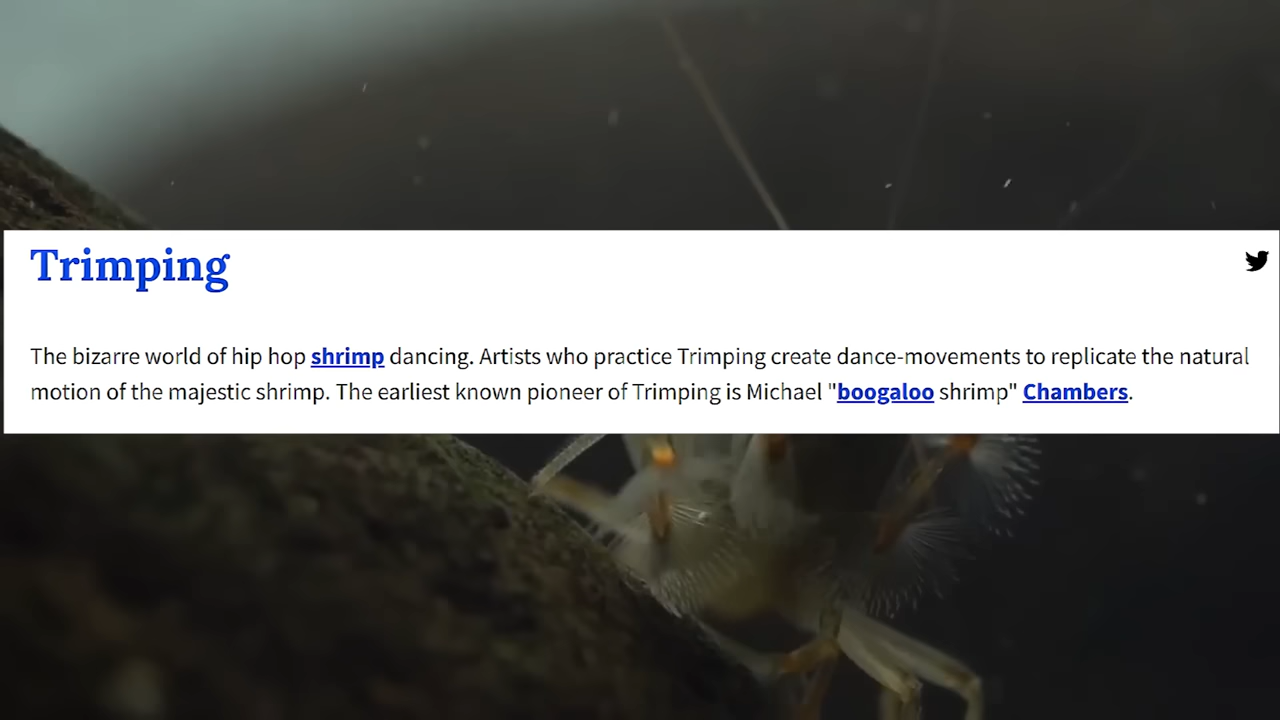 Trimping
The bizarre world of hip hop shrimp dancing. Artists who practice Trimping create dance-movements to replicate the natural
motion of the majestic shrimp. The earliest known pioneer of Trimping is Michael "boogaloo shrimp" Chambers.